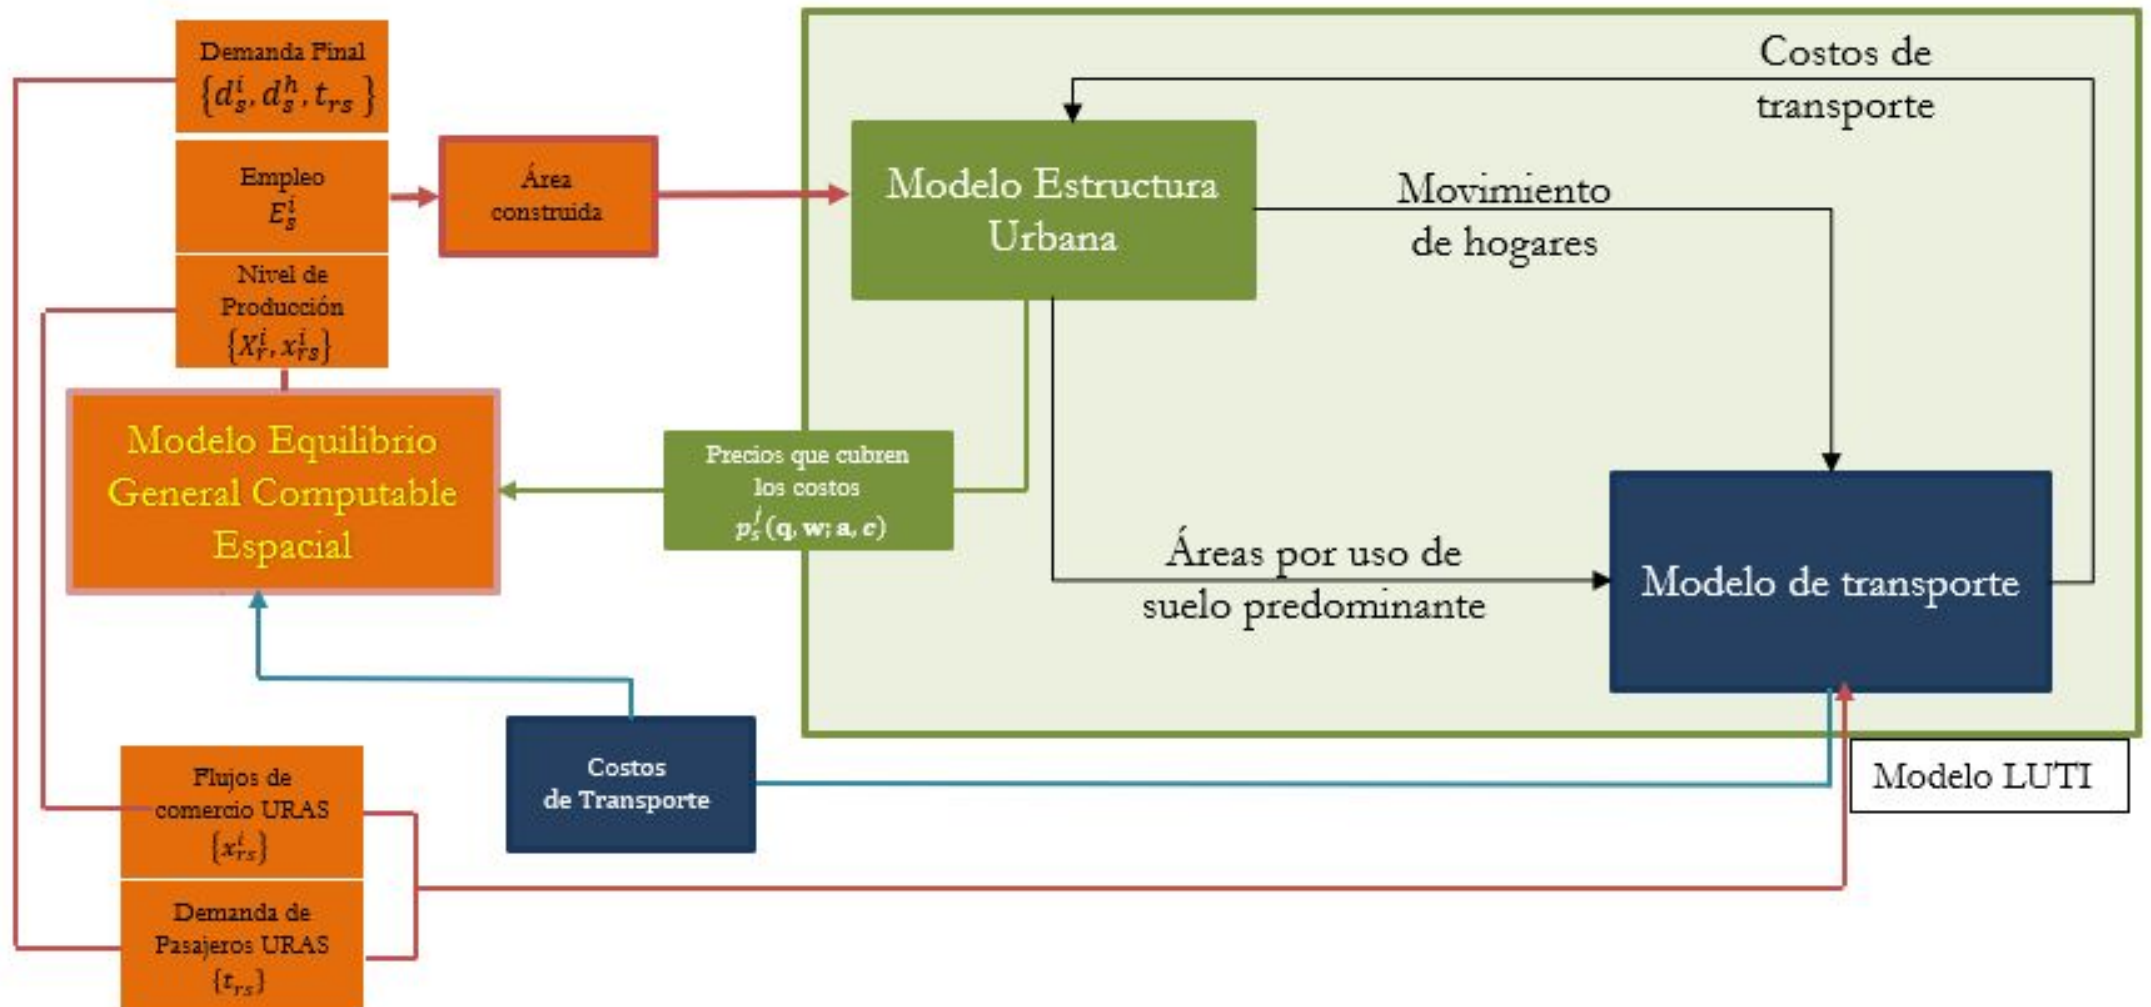 Demanda Final
{d_s^i, d_s^h, t_rs}
Empleo
E_s^i
Nivel de
Producción
{X_r^i, x_rs^i}
Área
construida
Modelo Equilibrio
General Computable
Espacial
Precios que cubren
los costos
p_s^j(q, w; a, c)
Costos de
transporte
Modelo Estructura
Urbana
Movimiento
de hogares
Áreas por uso de
suelo predominante
Modelo de transporte
Modelo LUTI
Costos
de Transporte
Flujos de
comercio URAS
{x_rs^i}
Demanda de
Pasajeros URAS
{t_rs}